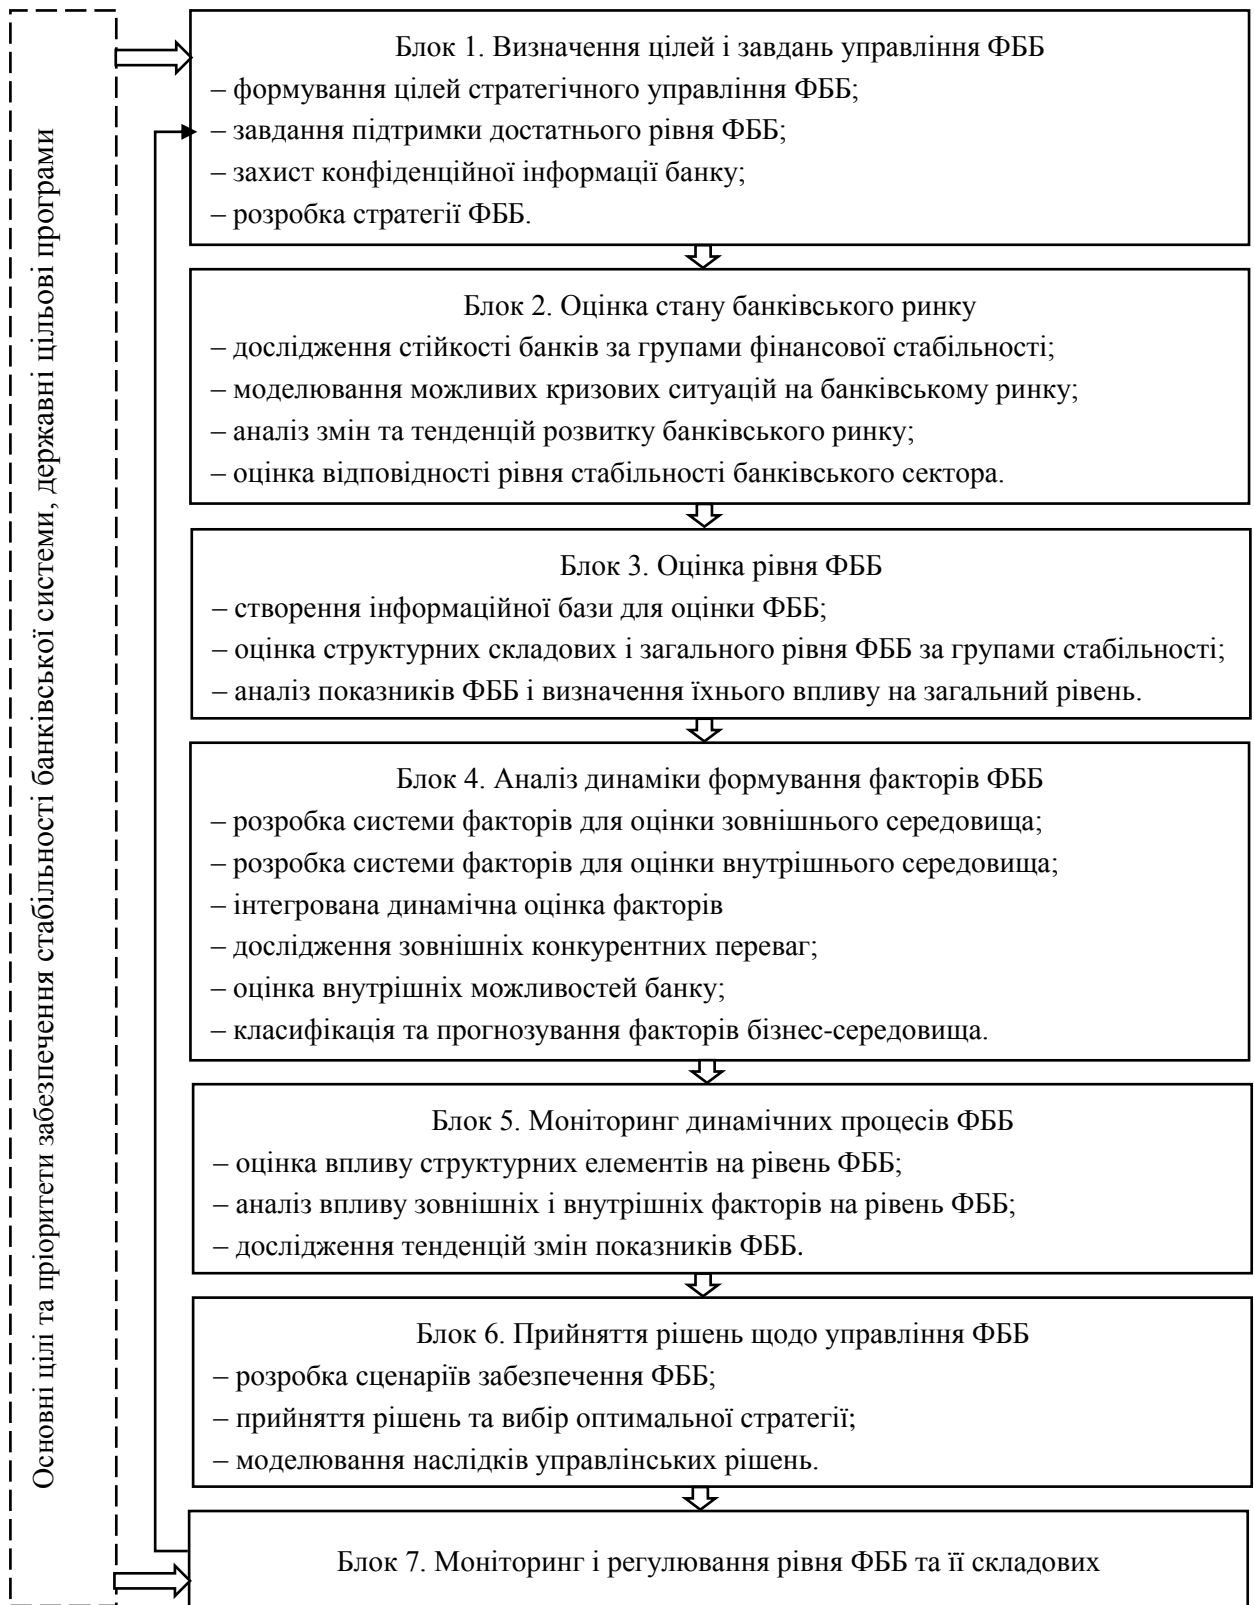 Основні цілі та пріоритети забезпечення стабільності банківської системи, державні цільові програми
Блок 1. Визначення цілей і завдань управління ФББ
– формування цілей стратегічного управління ФББ;
– завдання підтримки достатнього рівня ФББ;
– захист конфіденційної інформації банку;
– розробка стратегії ФББ.
Блок 2. Оцінка стану банківського ринку
– дослідження стійкості банків за групами фінансової стабільності;
– моделювання можливих кризових ситуацій на банківському ринку;
– аналіз змін та тенденцій розвитку банківського ринку;
– оцінка відповідності рівня стабільності банківського сектора.
Блок 3. Оцінка рівня ФББ
– створення інформаційної бази для оцінки ФББ;
– оцінка структурних складових і загального рівня ФББ за групами стабільності;
– аналіз показників ФББ і визначення їхнього впливу на загальний рівень.
Блок 4. Аналіз динаміки формування факторів ФББ
– розробка системи факторів для оцінки зовнішнього середовища;
– розробка системи факторів для оцінки внутрішнього середовища;
– інтегрована динамічна оцінка факторів
– дослідження зовнішніх конкурентних переваг;
– оцінка внутрішніх можливостей банку;
– класифікація та прогнозування факторів бізнес-середовища.
Блок 5. Моніторинг динамічних процесів ФББ
– оцінка впливу структурних елементів на рівень ФББ;
– аналіз впливу зовнішніх і внутрішніх факторів на рівень ФББ;
– дослідження тенденцій змін показників ФББ.
Блок 6. Прийняття рішень щодо управління ФББ
– розробка сценаріїв забезпечення ФББ;
– прийняття рішень та вибір оптимальної стратегії;
– моделювання наслідків управлінських рішень.
Блок 7. Моніторинг і регулювання рівня ФББ та її складових